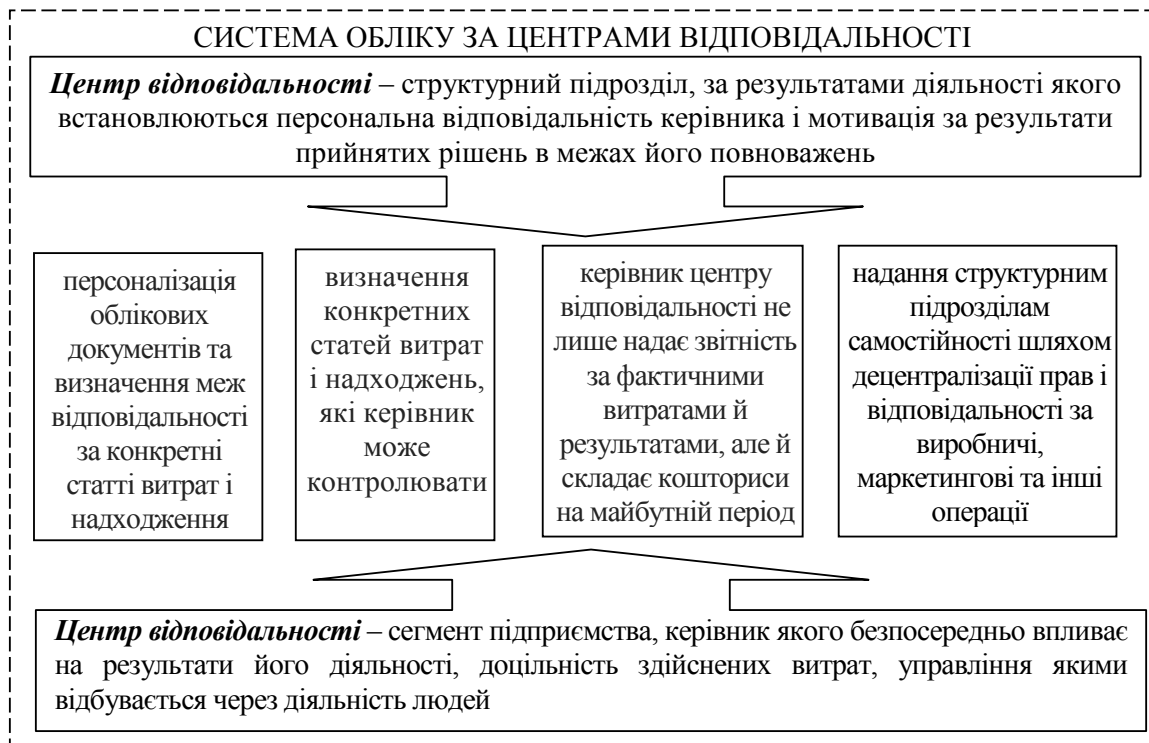 СИСТЕМА ОБЛІКУ ЗА ЦЕНТРАМИ ВІДПОВІДАЛЬНОСТІ
Центр відповідальності – структурний підрозділ, за результатами діяльності якого
встановлюються персональна відповідальність керівника і мотивація за результати
прийнятих рішень в межах його повноважень
персоналізація
облікових
документів та
визначення меж
відповідальності
за конкретні
статті витрат і
надходження
визначення
конкретних
статей витрат
і надходжень,
які керівник
може
контролювати
керівник центру
відповідальності не
лише надає звітність
за фактичними
витратами й
результатами, але й
складає кошториси
на майбутній період
надання структурним
підрозділам
самостійності шляхом
децентралізації прав і
відповідальності за
виробничі,
маркетингові та інші
операції
Центр відповідальності – сегмент підприємства, керівник якого безпосередньо впливає
на результати його діяльності, доцільність здійснених витрат, управління якими
відбувається через діяльність людей